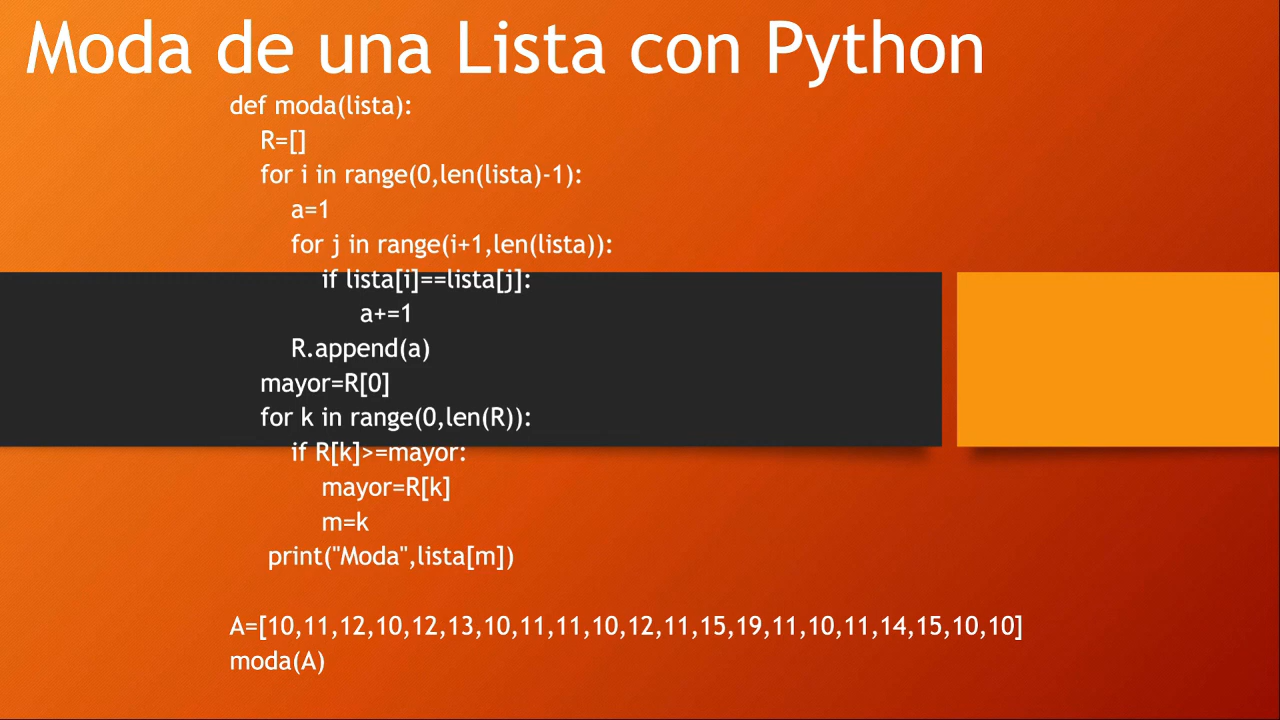 Moda de una Lista con Python
def moda(lista):
R=[]
for i in range(0,len(lista)-1):
a=1
for j in range(i+1,len(lista)):
if lista[i]==lista[j]:
a+=1
R.append(a)
mayor=R[0]
for k in range(0,len(R)):
if R[k]>=mayor:
mayor=R[k]
m=k
print("Moda",lista[m])
A=[10,11,12,10,12,13,10,11,11,10,12,11,15,19,11,10,11,14,15,10,10]
moda(A)